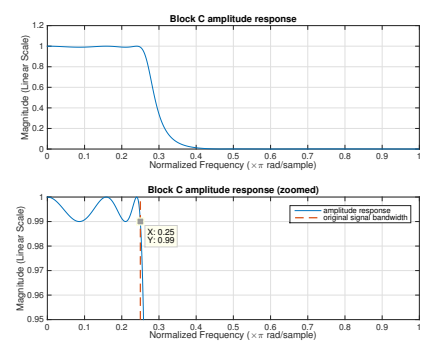 Block C amplitude response
Magnitude (Linear Scale)
1.2
1
0.8
0.6
0.4
0.2
0
0 0.1 0.2 0.3 0.4 0.5 0.6 0.7 0.8 0.9 1
Normalized Frequency (×π rad/sample)
Block C amplitude response (zoomed)
Magnitude (Linear Scale)
1
0.99
0.98
0.97
0.96
0.95
amplitude response
original signal bandwidth
X: 0.25
Y: 0.99
0 0.1 0.2 0.3 0.4 0.5 0.6 0.7 0.8 0.9 1
Normalized Frequency (×π rad/sample)